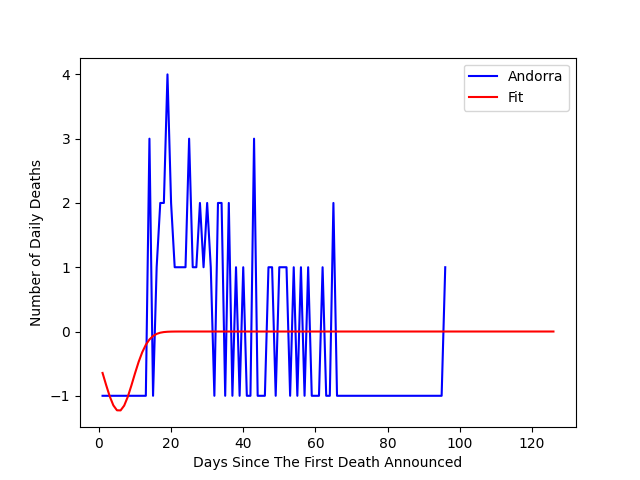 Andorra
Fit
4
3
2
1
0
−1
Number of Daily Deaths
0 20 40 60 80 100 120
Days Since The First Death Announced